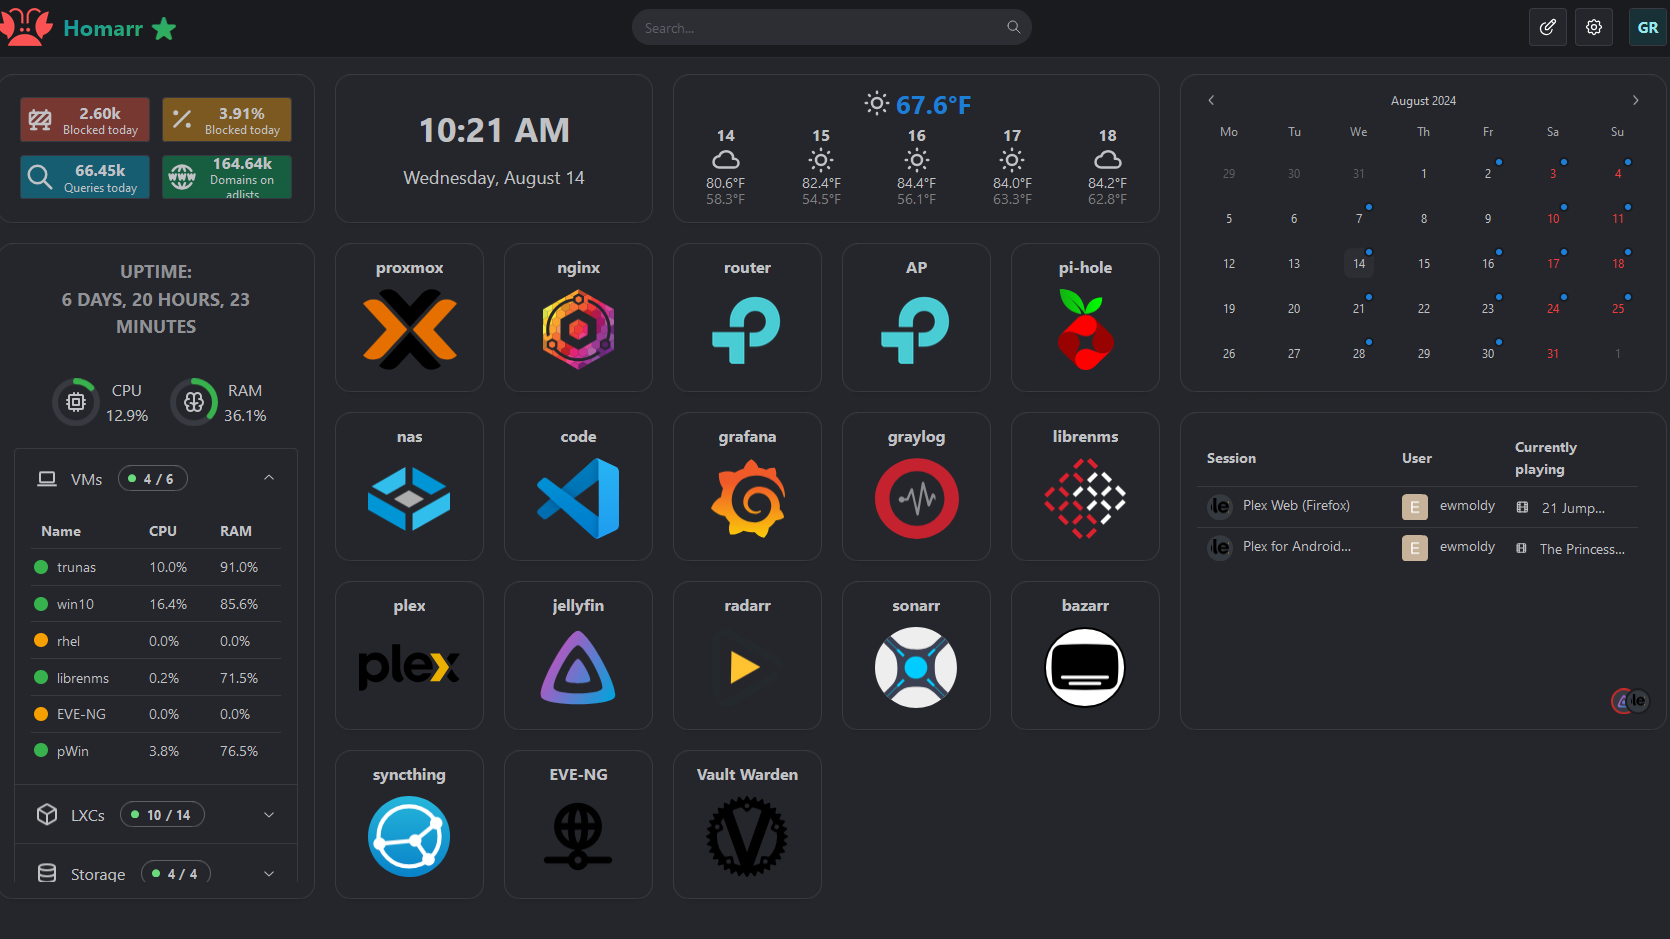 Homarr
Search...
GR
2.60k
Blocked today
3.91%
Blocked today
66.45k
Queries today
164.64k
Domains on
adlists
10:21 AM
Wednesday, August 14
67.6°F
14 15 16 17 18
80.6°F 82.4°F 84.4°F 84.0°F 84.2°F
58.3°F 54.5°F 56.1°F 63.3°F 62.8°F
August 2024
Mo Tu We Th Fr Sa Su
29 30 31 1 2 3 4
5 6 7 8 9 10 11
12 13 14 15 16 17 18
19 20 21 22 23 24 25
26 27 28 29 30 31 1
UPTIME:
6 DAYS, 20 HOURS, 23
MINUTES
CPU
12.9%
RAM
36.1%
VMs 4 / 6
Name CPU RAM
trunas 10.0% 91.0%
win10 16.4% 85.6%
rhel 0.0% 0.0%
librenms 0.2% 71.5%
EVE-NG 0.0% 0.0%
pWin 3.8% 76.5%
LXCs 10 / 14
Storage 4 / 4
proxmox
nginx
router
AP
pi-hole
nas
code
grafana
graylog
librenms
plex
plex
jellyfin
radarr
sonarr
bazarr
syncthing
EVE-NG
Vault Warden
V
Session User Currently
playing
le Plex Web (Firefox) E ewmoldy 21 Jump...
le Plex for Android... E ewmoldy The Princess...
le